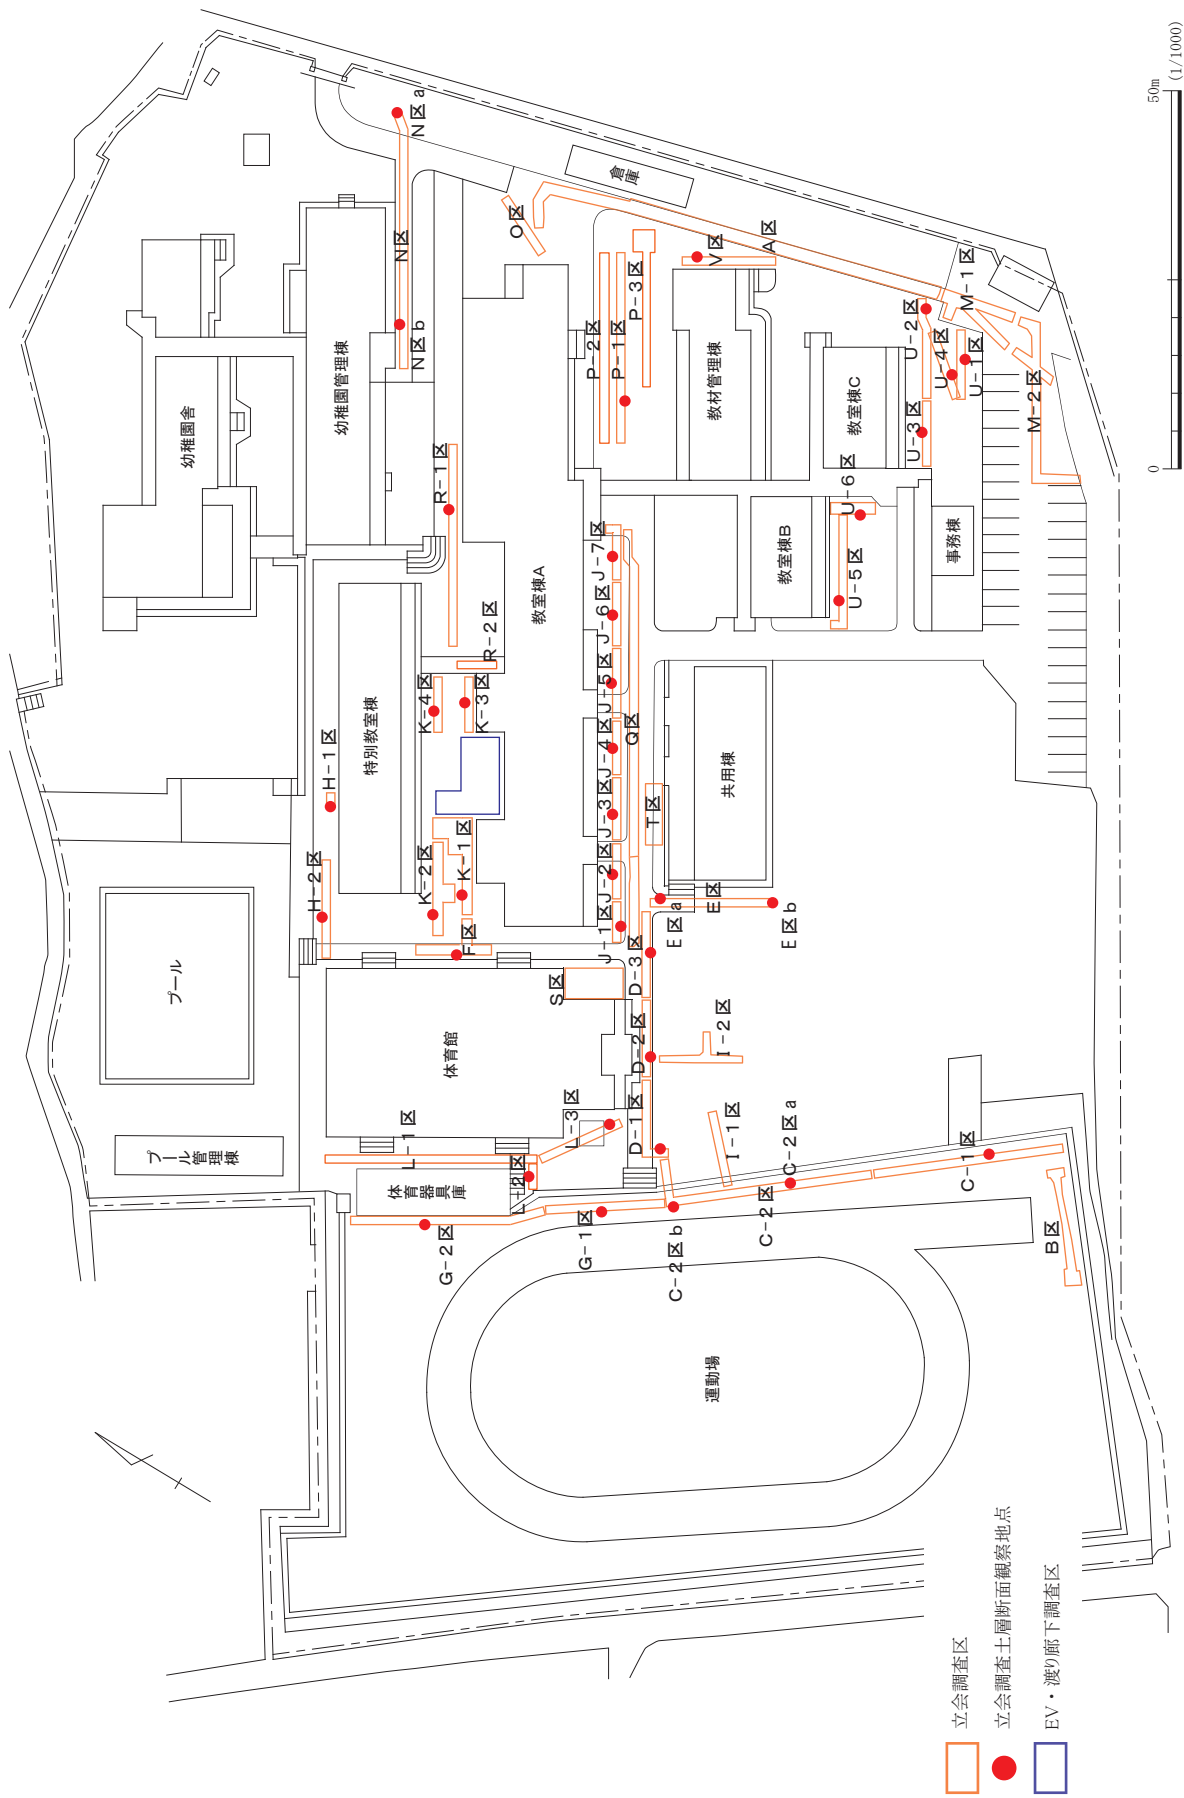 N区 a
N区
N区 b
幼稚園管理棟
幼稚園舎
O区
倉庫
P-3区
P-2区
P-1区
V区
A区
教材管理棟
教室棟C
M-1区
U-2区
U-4区
U-1区
U-3区
M-2区
U-6区
教室棟B
U-5区
事務棟
R-1区
R-2区
教室棟A
J-7区
J-6区
J-5区
J-4区
J-3区
J-2区
J-1区
Q区
T区
共用棟
特別教室棟
H-1区
H-2区
K-4区
K-3区
K-2区
K-1区
F区
E区 a
E区
E区 b
S区
D-3区
D-2区
D-1区
I-2区
I-1区
体育館
プール
プール管理棟
L-1区
L-3区
L-2区
体育器具庫
G-2区
G-1区
C-2区 b
C-2区
C-2区 a
C-1区
B区
運動場
0
50m
(1/1000)
立会調査区
立会調査土層断面観察地点
EV・渡り廊下調査区